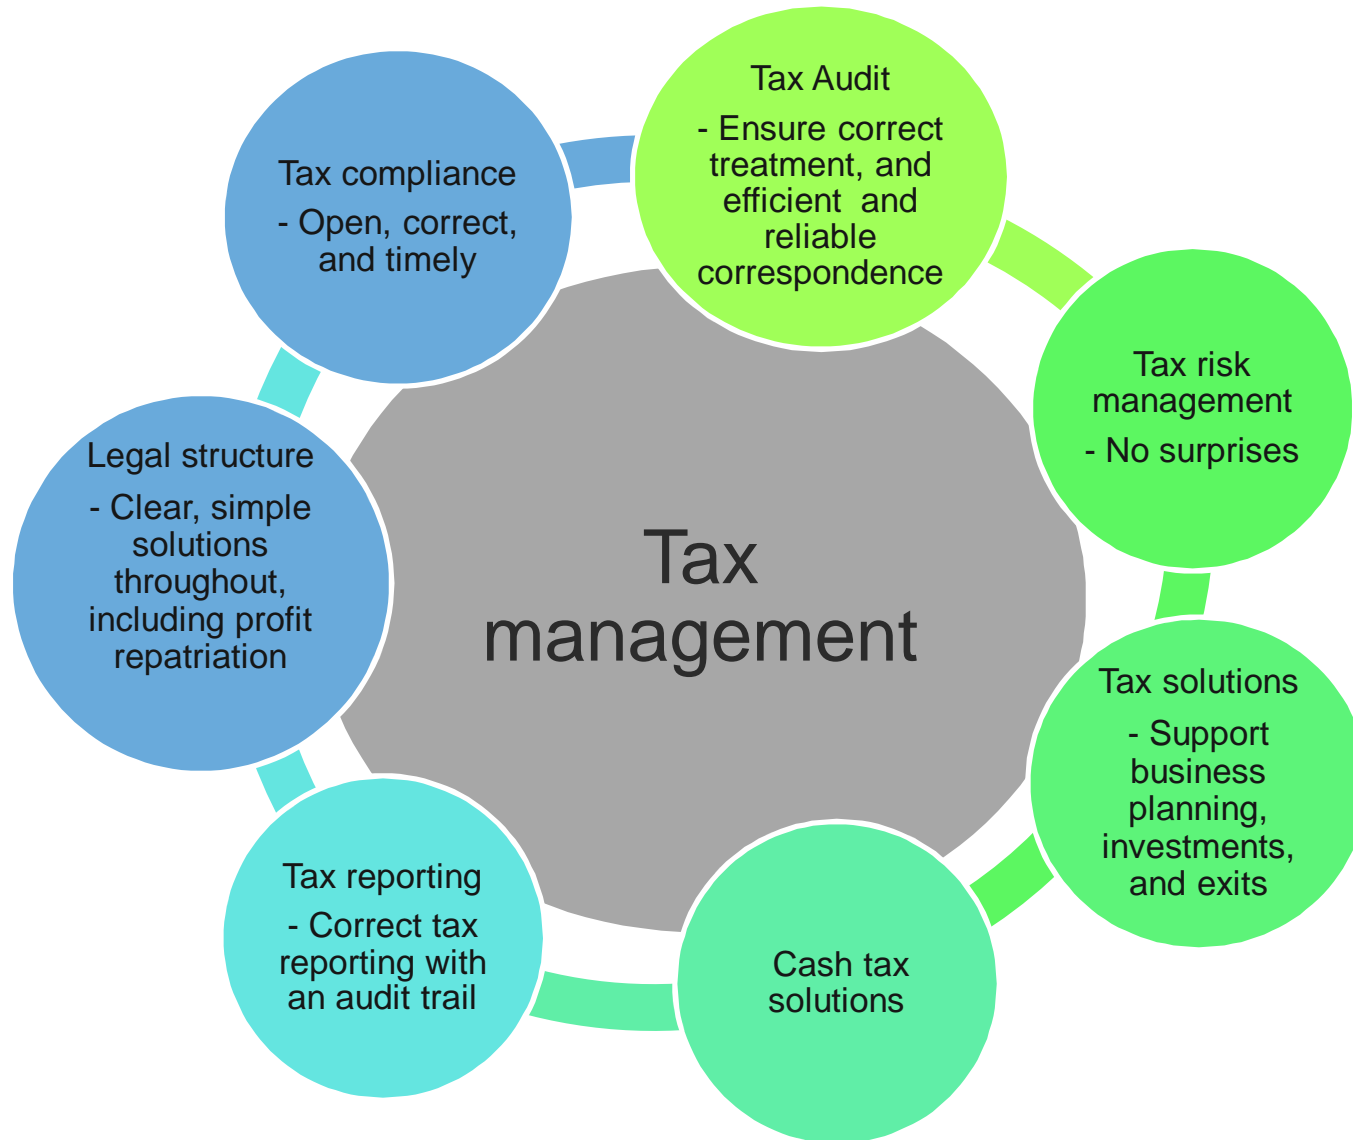 Tax Audit
- Ensure correct
treatment, and
efficient and
reliable
correspondence
Tax risk
management
- No surprises
Tax solutions
- Support
business
planning,
investments,
and exits
Cash tax
solutions
Tax reporting
- Correct tax
reporting with
an audit trail
Legal structure
- Clear, simple
solutions
throughout,
including profit
repatriation
Tax compliance
- Open, correct,
and timely
Tax
management